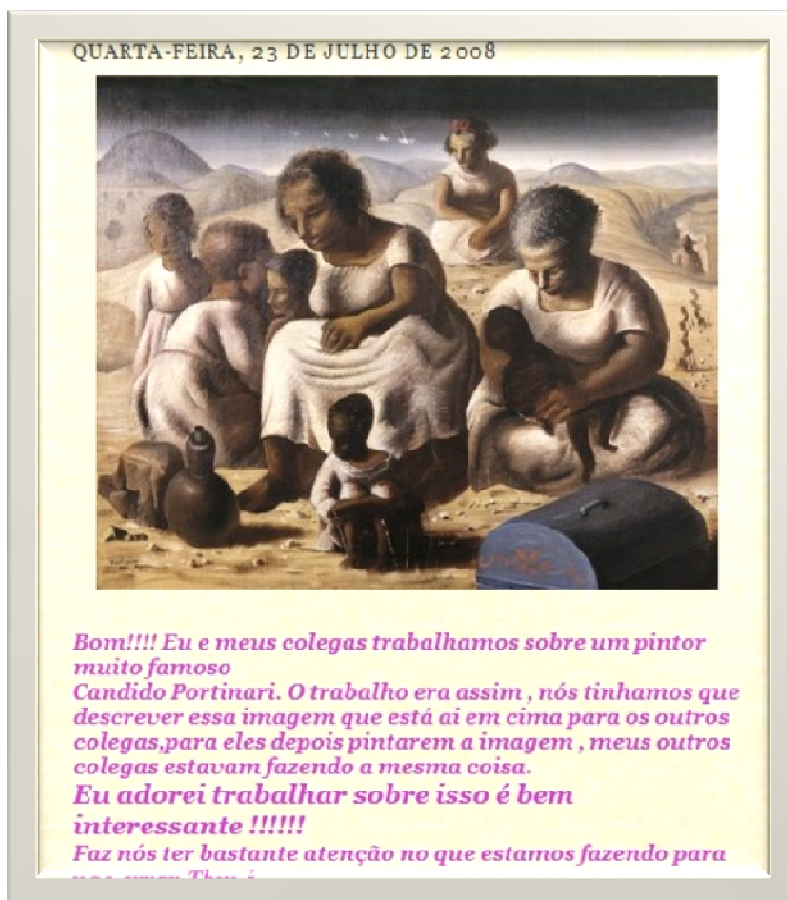 QUARTA-FEIRA, 23 DE JULHO DE 2008
Bom!!!! Eu e meus colegas trabalhamos sobre um pintor
muito famoso
Candido Portinari. O trabalho era assim , nós tinhamos que
descrever essa imagem que está ai em cima para os outros
colegas,para eles depois pintarem a imagem , meus outros
colegas estavam fazendo a mesma coisa.
Eu adorei trabalhar sobre isso é bem
interessante !!!!!!
Faz nós ter bastante atenção no que estamos fazendo para